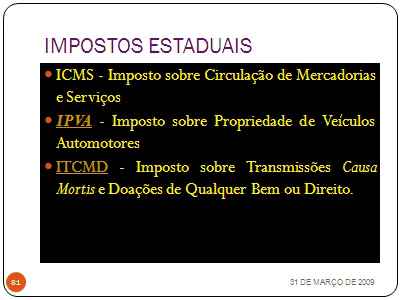 IMPOSTOS ESTADUAIS
ICMS - Imposto sobre Circulação de Mercadorias
e Serviços
IPVA - Imposto sobre Propriedade de Veículos
Automotores
ITCMD - Imposto sobre Transmissões Causa
Mortis e Doações de Qualquer Bem ou Direito.
81
31 DE MARÇO DE 2009